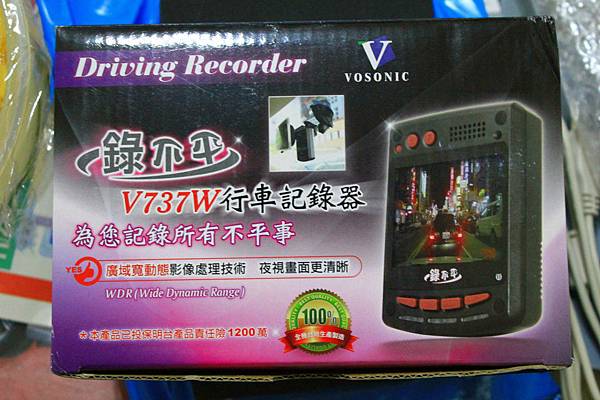 Driving Recorder
VOSONIC
錄不平
V737W行車記錄器
為您記錄所有不平事
YES
廣域寬動態影像處理技術 夜視畫面更清晰
WDR (Wide Dynamic Range)
100%
*本產品已投保明台產品責任險1200萬
錄不平